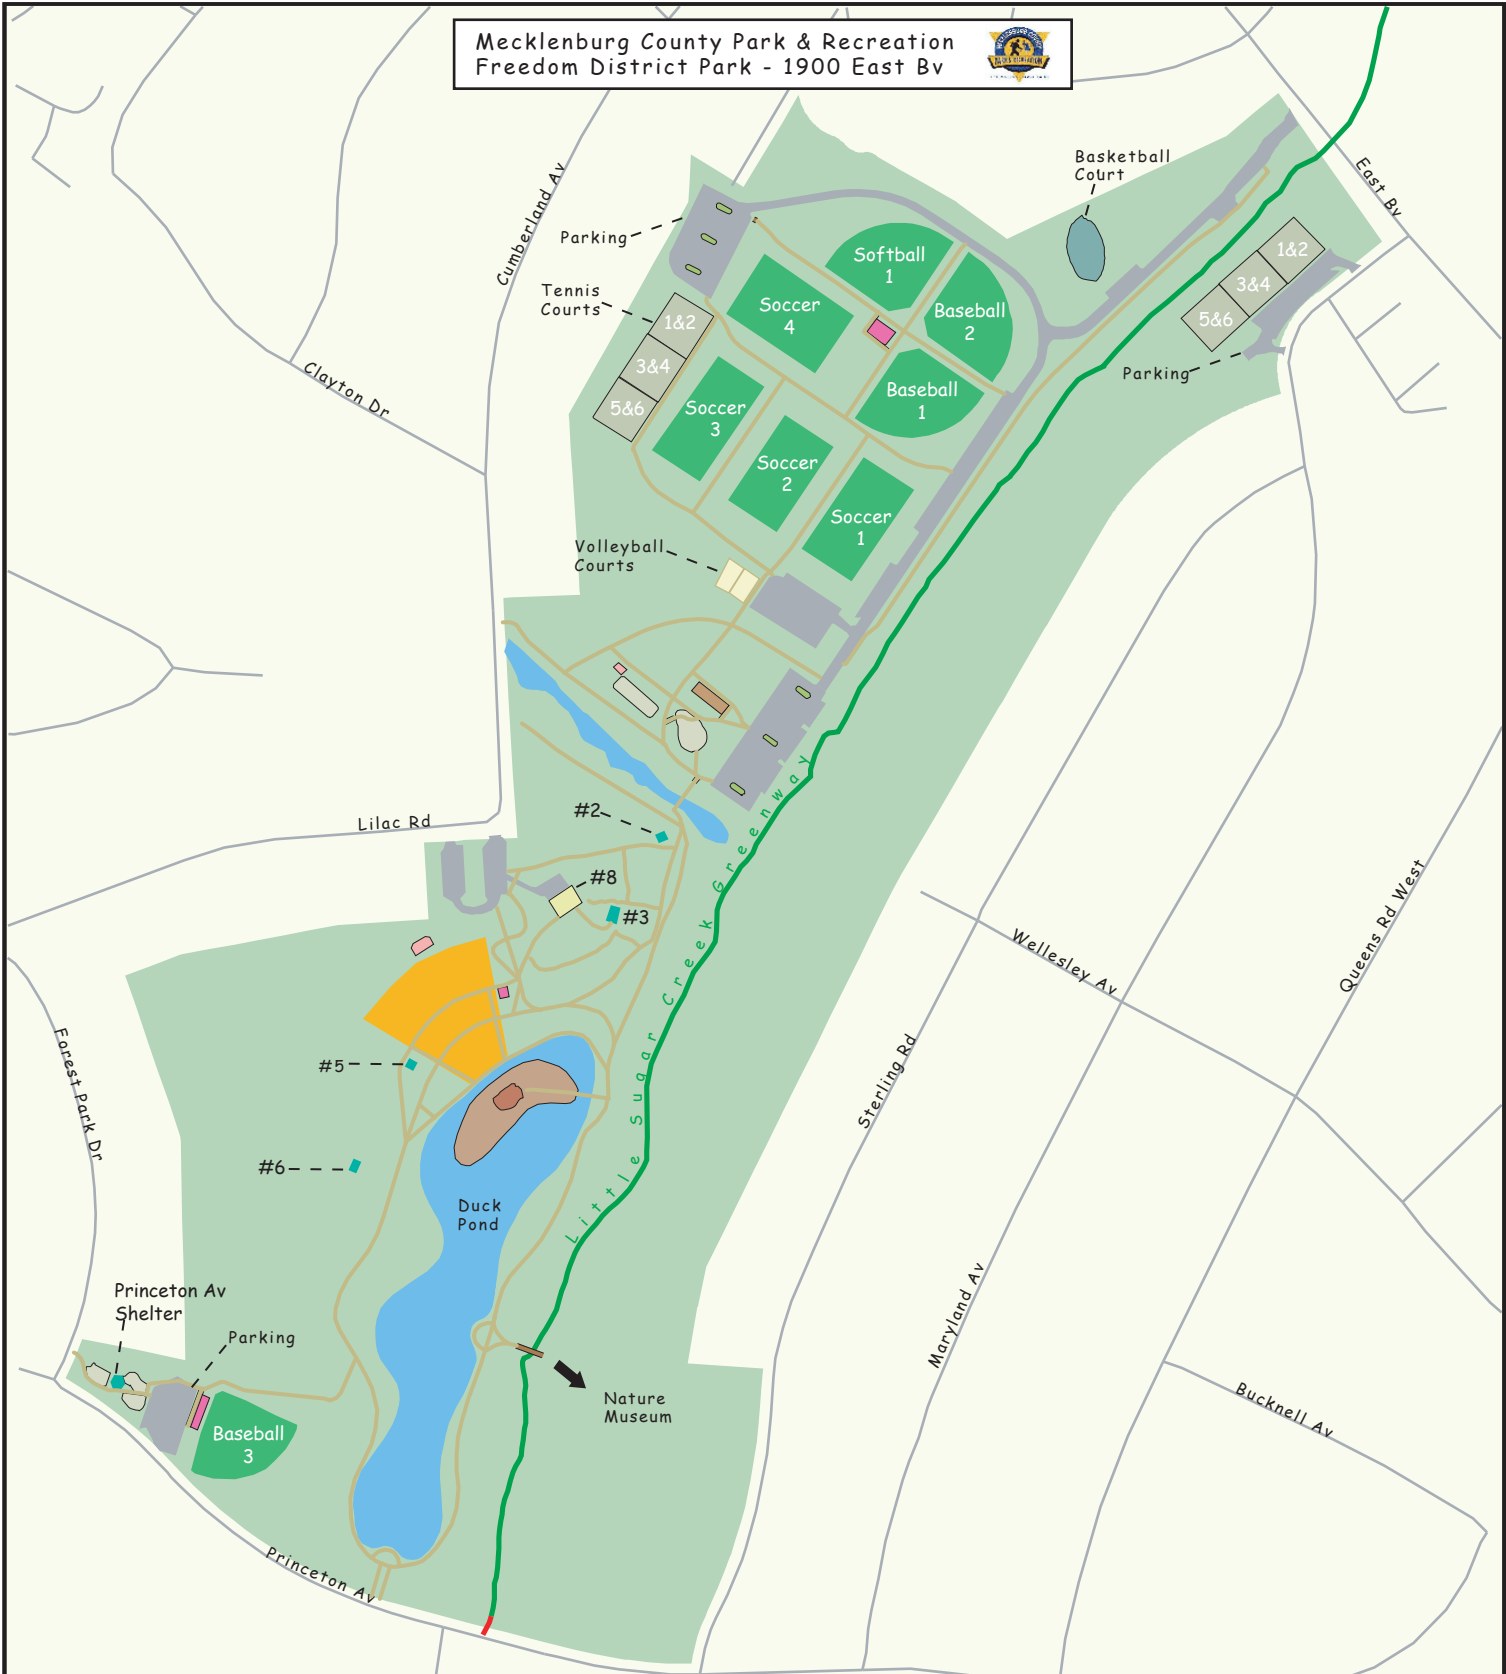 Mecklenburg County Park & Recreation
Freedom District Park - 1900 East Bv
Basketball
Court
East Bv
Cumberland Av
Parking
Softball
1
1&2
Tennis
Courts
Soccer
4
Baseball
2
3&4
1&2
5&6
3&4
Parking
Clayton Dr
5&6
Soccer
3
Baseball
1
Soccer
2
Soccer
1
Volleyball
Courts
#2
Lilac Rd
Little Sugar Creek Greenway
#8
#3
Wellesley Av
Queens Rd West
Forest Park Dr
#5
Sterling Rd
#6
Duck
Pond
Princeton Av
Shelter
Parking
Maryland Av
Nature
Museum
Bucknell Av
Baseball
3
Princeton Av